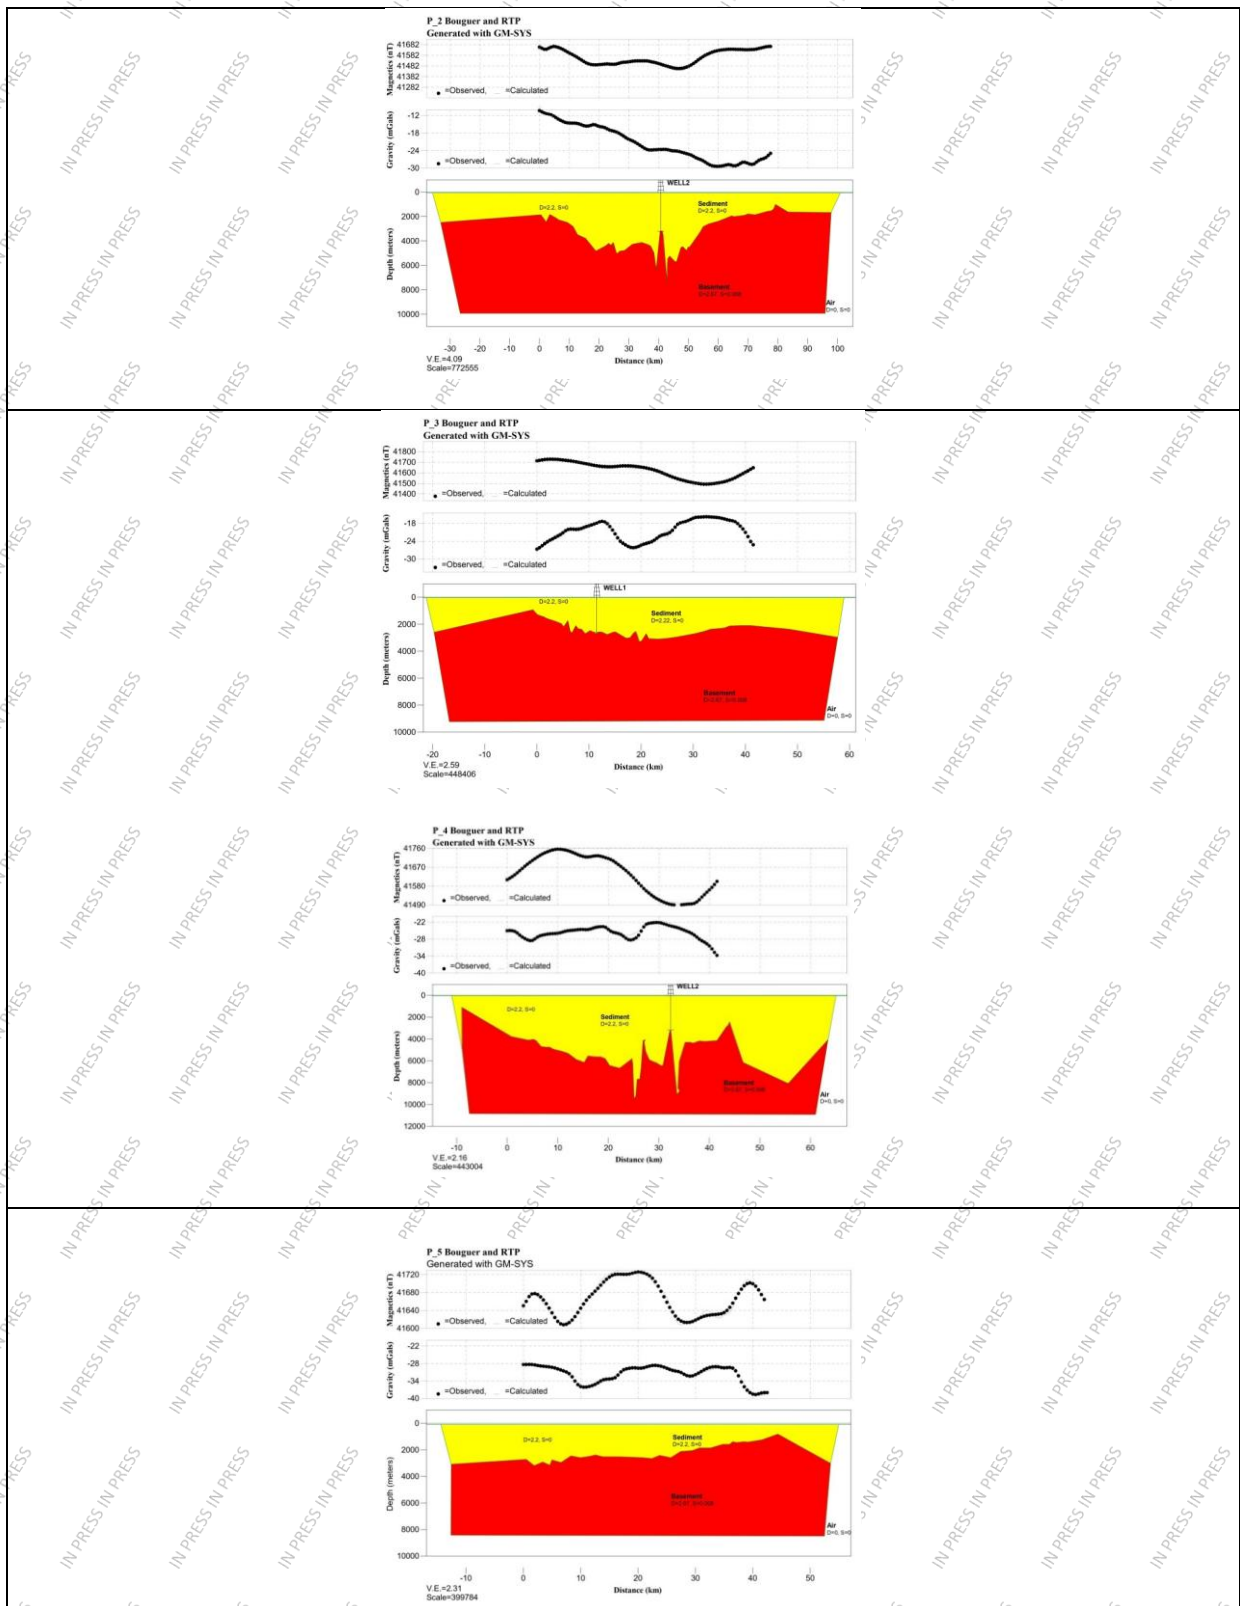 P_2 Bouguer and RTP
Generated with GM-SYS
Magnetics (nT)
41682
41582
41482
41382
41282
=Observed, =Calculated
Gravity (mGals)
-12
-18
-24
-30
=Observed, =Calculated
WELL2
Depth (meters)
0
2000
4000
6000
8000
10000
D=2.2, S=0
Sediment
D=2.2, S=0
Basement
Air
D=0, S=0
-30 -20 -10 0 10 20 30 40 50 60 70 80 90 100
Distance (km)
V.E.=4.09
Scale=772555
P_3 Bouguer and RTP
Generated with GM-SYS
Magnetics (nT)
41800
41700
41600
41500
41400
=Observed, =Calculated
Gravity (mGals)
-18
-24
-30
=Observed, =Calculated
WELL1
Depth (meters)
0
2000
4000
6000
8000
10000
D=2.2, S=0
Sediment
D=2.22, S=0
Basement
Air
D=0, S=0
-20 -10 0 10 20 30 40 50 60
Distance (km)
V.E.=2.59
Scale=448406
P_4 Bouguer and RTP
Generated with GM-SYS
Magnetics (nT)
41760
41670
41580
41490
=Observed, =Calculated
Gravity (mGals)
-22
-28
-34
-40
=Observed, =Calculated
WELL2
Depth (meters)
0
2000
4000
6000
8000
10000
12000
D=2.2, S=0
Sediment
D=2.2, S=0
Basement
Air
D=0, S=0
-10 0 10 20 30 40 50 60
Distance (km)
V.E.=2.16
Scale=443004
P_5 Bouguer and RTP
Generated with GM-SYS
Magnetics (nT)
41720
41680
41640
41600
=Observed, =Calculated
Gravity (mGals)
-22
-28
-34
-40
=Observed, =Calculated
Depth (meters)
0
2000
4000
6000
8000
10000
D=2.2, S=0
Sediment
D=2.2, S=0
Basement
Air
D=0, S=0
-10 0 10 20 30 40 50
Distance (km)
V.E.=2.31
Scale=399784
IN PRESS IN PRESS